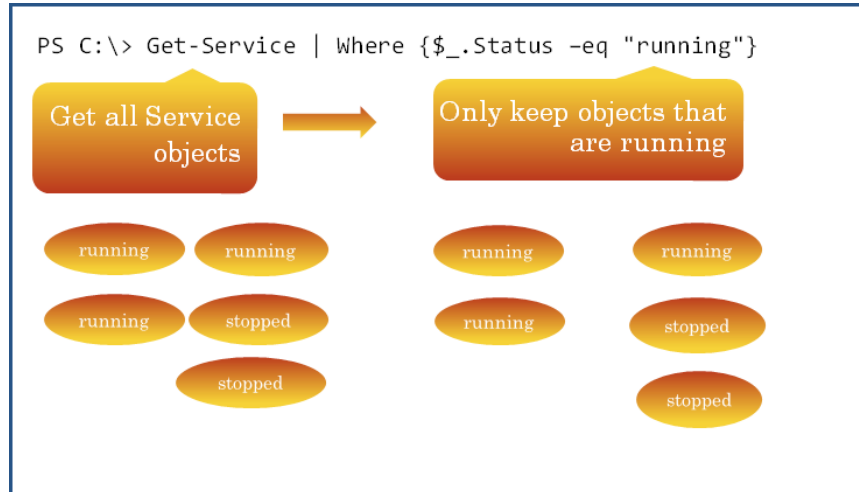 PS C:\> Get-Service | Where {$_.Status –eq "running"}
Get all Service
objects
Only keep objects that
are running
running
running
running
stopped
stopped
running
running
running
stopped
stopped